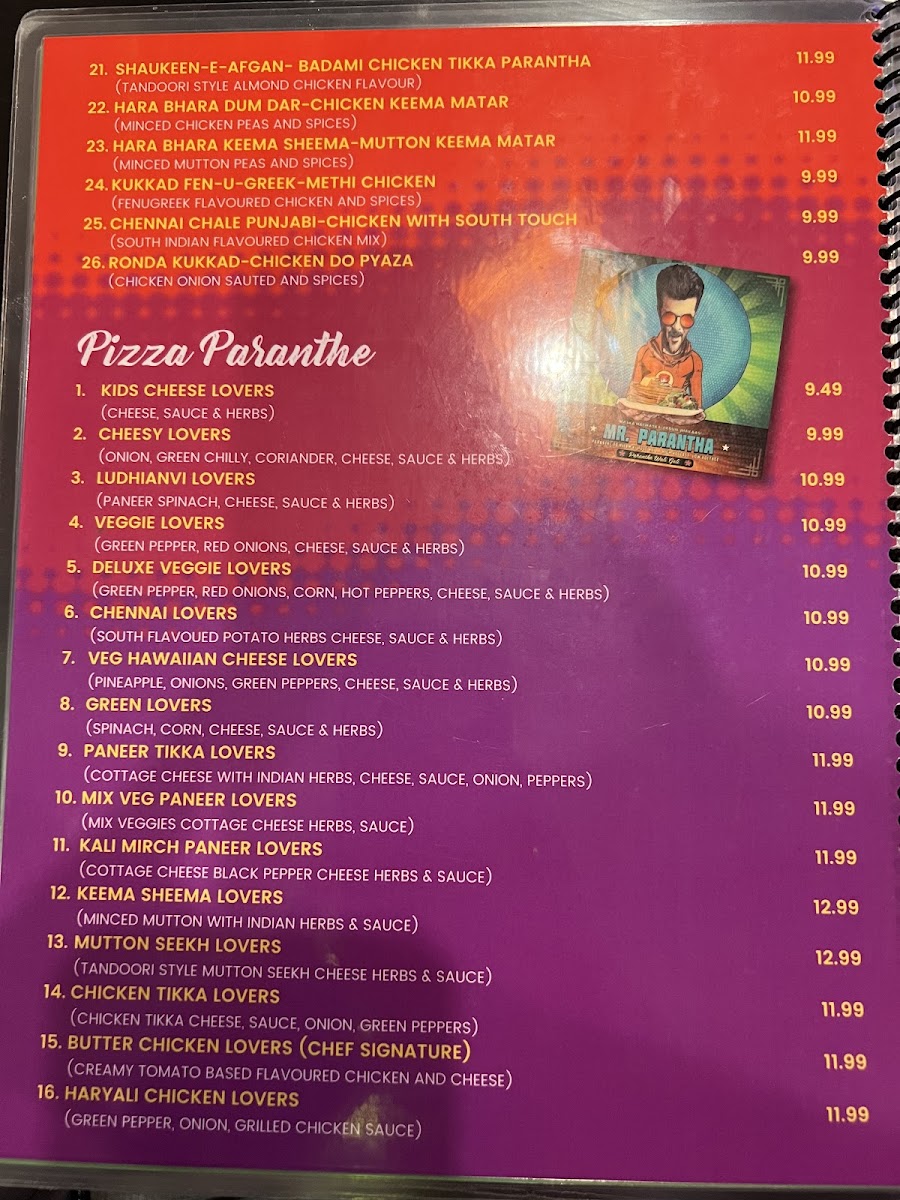 21. SHAUKEEN-E-AFGAN- BADAMI CHICKEN TIKKA PARANTHA 11.99
(TANDOORI STYLE ALMOND CHICKEN FLAVOUR)
22. HARA BHARA DUM DAR-CHICKEN KEEMA MATAR 10.99
(MINCED CHICKEN PEAS AND SPICES)
23. HARA BHARA KEEMA SHEEMA-MUTTON KEEMA MATAR 11.99
(MINCED MUTTON PEAS AND SPICES)
24. KUKKAD FEN-U-GREEK-METHI CHICKEN 9.99
(FENUGREEK FLAVOURED CHICKEN AND SPICES)
25. CHENNAI CHALE PUNJABI-CHICKEN WITH SOUTH TOUCH 9.99
(SOUTH INDIAN FLAVOURED CHICKEN MIX)
26. RONDA KUKKAD-CHICKEN DO PYAZA 9.99
(CHICKEN ONION SAUTED AND SPICES)
MR. PARANTHA
Paranthe Wali Gali
Pizza Paranthe
1. KIDS CHEESE LOVERS 9.49
(CHEESE, SAUCE & HERBS)
2. CHEESY LOVERS 9.99
(ONION, GREEN CHILLY, CORIANDER, CHEESE, SAUCE & HERBS)
3. LUDHIANVI LOVERS 10.99
(PANEER SPINACH, CHEESE, SAUCE & HERBS)
4. VEGGIE LOVERS 10.99
(GREEN PEPPER, RED ONIONS, CHEESE, SAUCE & HERBS)
5. DELUXE VEGGIE LOVERS 10.99
(GREEN PEPPER, RED ONIONS, CORN, HOT PEPPERS, CHEESE, SAUCE & HERBS)
6. CHENNAI LOVERS 10.99
(SOUTH FLAVOUED POTATO HERBS CHEESE, SAUCE & HERBS)
7. VEG HAWAIIAN CHEESE LOVERS 10.99
(PINEAPPLE, ONIONS, GREEN PEPPERS, CHEESE, SAUCE & HERBS)
8. GREEN LOVERS 10.99
(SPINACH, CORN, CHEESE, SAUCE & HERBS)
9. PANEER TIKKA LOVERS 11.99
(COTTAGE CHEESE WITH INDIAN HERBS, CHEESE, SAUCE, ONION, PEPPERS)
10. MIX VEG PANEER LOVERS 11.99
(MIX VEGGIES COTTAGE CHEESE HERBS, SAUCE)
11. KALI MIRCH PANEER LOVERS 11.99
(COTTAGE CHEESE BLACK PEPPER CHEESE HERBS & SAUCE)
12. KEEMA SHEEMA LOVERS 12.99
(MINCED MUTTON WITH INDIAN HERBS & SAUCE)
13. MUTTON SEEKH LOVERS 12.99
(TANDOORI STYLE MUTTON SEEKH CHEESE HERBS & SAUCE)
14. CHICKEN TIKKA LOVERS 11.99
(CHICKEN TIKKA CHEESE, SAUCE, ONION, GREEN PEPPERS)
15. BUTTER CHICKEN LOVERS (CHEF SIGNATURE) 11.99
(CREAMY TOMATO BASED FLAVOURED CHICKEN AND CHEESE)
16. HARYALI CHICKEN LOVERS 11.99
(GREEN PEPPER, ONION, GRILLED CHICKEN SAUCE)